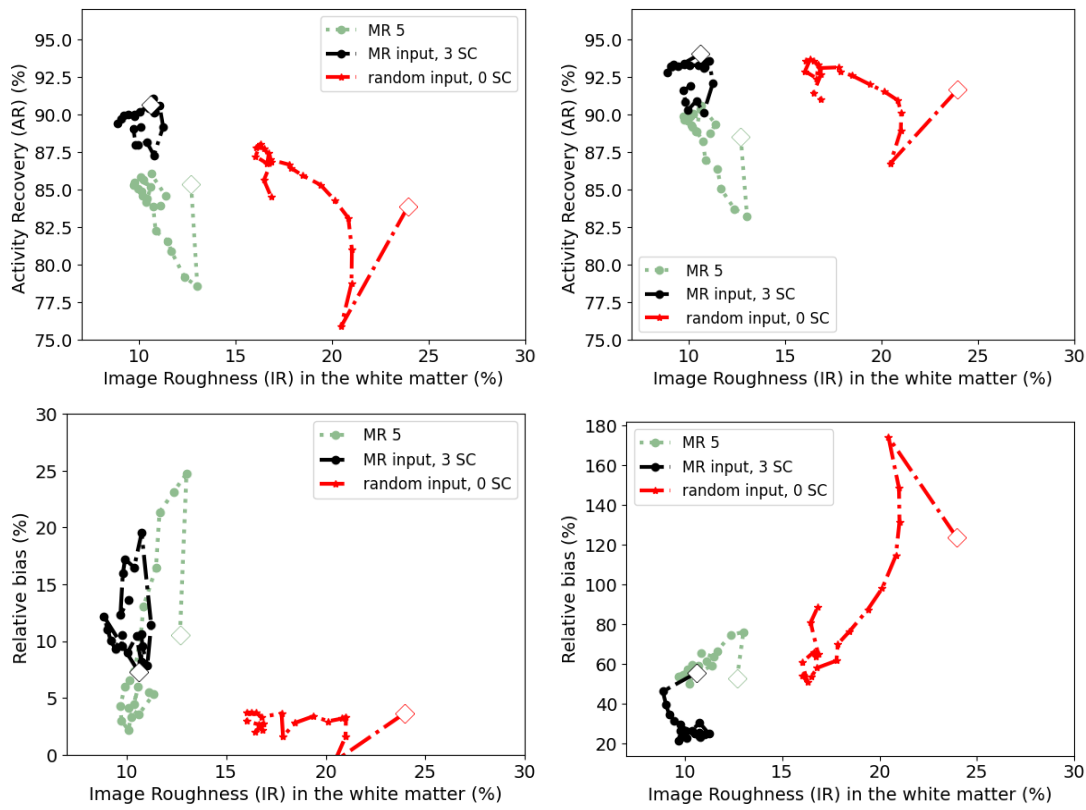 MR 5
MR input, 3 SC
random input, 0 SC
95.0
92.5
90.0
87.5
85.0
82.5
80.0
77.5
75.0
Activity Recovery (AR) (%)
10
15
20
25
30
Image Roughness (IR) in the white matter (%)
95.0
92.5
90.0
87.5
85.0
82.5
80.0
77.5
75.0
Activity Recovery (AR) (%)
MR 5
MR input, 3 SC
random input, 0 SC
10
15
20
25
30
Image Roughness (IR) in the white matter (%)
30
25
20
15
10
5
0
Relative bias (%)
MR 5
MR input, 3 SC
random input, 0 SC
10
15
20
25
30
Image Roughness (IR) in the white matter (%)
180
160
140
120
100
80
60
40
20
Relative bias (%)
MR 5
MR input, 3 SC
random input, 0 SC
10
15
20
25
30
Image Roughness (IR) in the white matter (%)